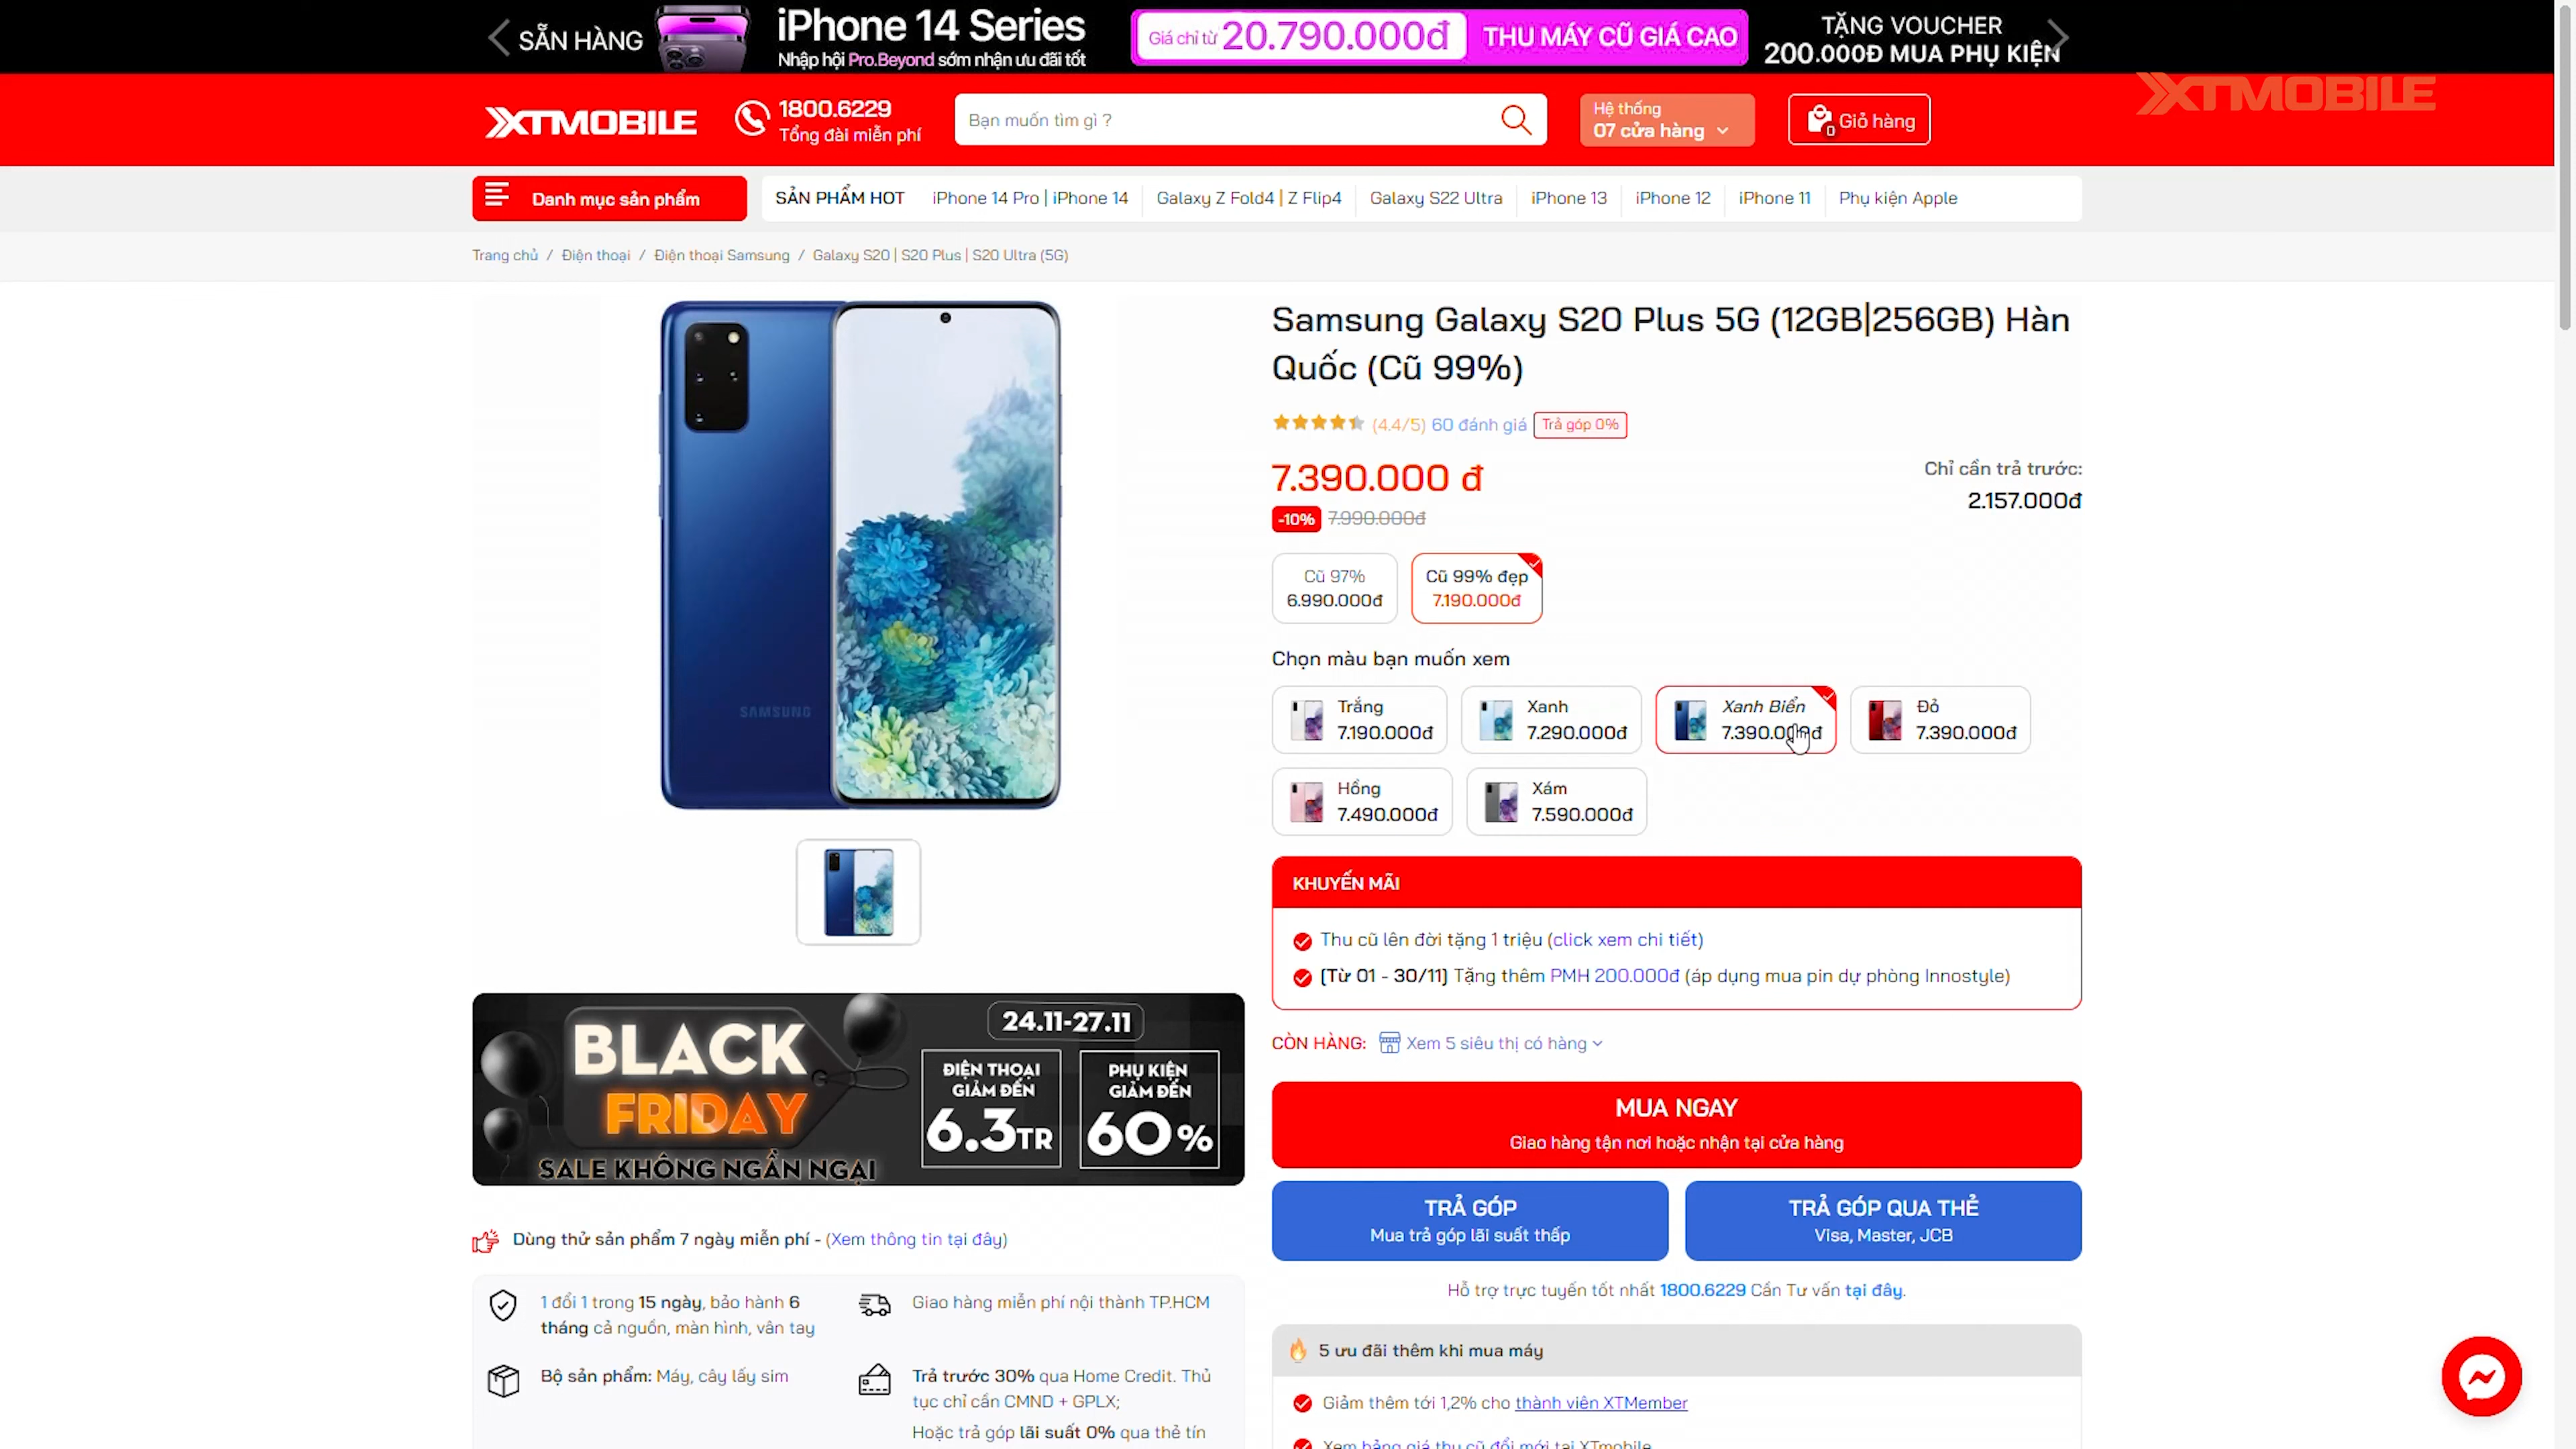 SẴN HÀNG
iPhone 14 Series
Nhập hội Pro.Beyond sớm nhận ưu đãi tốt
Giá chỉ từ 20.790.000đ
THU MÁY CŨ GIÁ CAO
TẶNG VOUCHER
200.000Đ MUA PHỤ KIỆN
XTMOBILE
XTMOBILE
1800.6229
Tổng đài miễn phí
Bạn muốn tìm gì ?
Hệ thống
07 cửa hàng
0
Giỏ hàng
Danh mục sản phẩm
SẢN PHẨM HOT
iPhone 14 Pro | iPhone 14
Galaxy Z Fold4 | Z Flip4
Galaxy S22 Ultra
iPhone 13
iPhone 12
iPhone 11
Phụ kiện Apple
Trang chủ / Điện thoại / Điện thoại Samsung / Galaxy S20 | S20 Plus | S20 Ultra (5G)
SAMSUNG
Samsung Galaxy S20 Plus 5G (12GB|256GB) Hàn
Quốc (Cũ 99%)
(4.4/5) 60 đánh giá
Trả góp 0%
7.390.000 đ
-10% 7.990.000đ
Chỉ cần trả trước:
2.157.000đ
Cũ 97%
6.990.000đ
Cũ 99% đẹp
7.190.000đ
Chọn màu bạn muốn xem
Trắng
7.190.000đ
Xanh
7.290.000đ
Xanh Biển
7.390.000đ
Đỏ
7.390.000đ
Hồng
7.490.000đ
Xám
7.590.000đ
KHUYẾN MÃI
Thu cũ lên đời tặng 1 triệu (click xem chi tiết)
[Từ 01 - 30/11] Tặng thêm PMH 200.000đ (áp dụng mua pin dự phòng Innostyle)
CÒN HÀNG: Xem 5 siêu thị có hàng
MUA NGAY
Giao hàng tận nơi hoặc nhận tại cửa hàng
TRẢ GÓP
Mua trả góp lãi suất thấp
TRẢ GÓP QUA THẺ
Visa, Master, JCB
Hỗ trợ trực tuyến tốt nhất 1800.6229 Cần Tư vấn tại đây.
5 ưu đãi thêm khi mua máy
Giảm thêm tới 1,2% cho thành viên XTMember
Xem bảng giá thu cũ đổi mới tại XTmobile
BLACK
FRIDAY
SALE KHÔNG NGẦN NGẠI
24.11-27.11
ĐIỆN THOẠI
GIẢM ĐẾN
6.3TR
PHỤ KIỆN
GIẢM ĐẾN
60%
Dùng thử sản phẩm 7 ngày miễn phí - (Xem thông tin tại đây)
1 đổi 1 trong 15 ngày, bảo hành 6
tháng cả nguồn, màn hình, vân tay
Giao hàng miễn phí nội thành TP.HCM
Bộ sản phẩm: Máy, cây lấy sim
Trả trước 30% qua Home Credit. Thủ
tục chỉ cần CMND + GPLX;
Hoặc trả góp lãi suất 0% qua thẻ tín